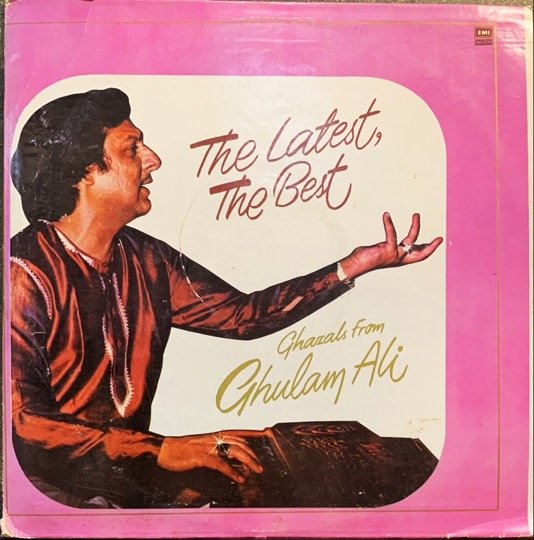 EMI
The Latest,
The Best
Ghazals From
Ghulam Ali